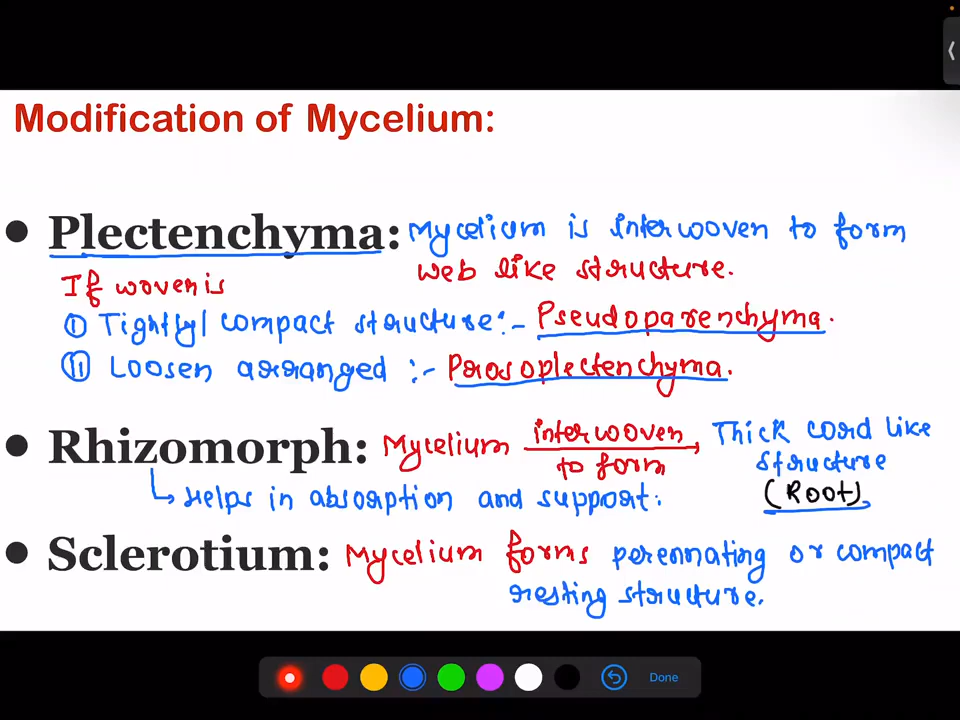 Modification of Mycelium:
• Plectenchyma: Mycelium is interwoven to form
web like structure.
If woven is
① Tightlyl compact structure:- Pseudoparenchyma.
② Loosen arranged :- Prosoplectenchyma.
• Rhizomorph: Mycelium interwoven to form → Thick cord like
structure
(Root).
↳ Helps in absorption and support.
• Sclerotium: Mycelium forms perennating or compact
resting structure.
Done